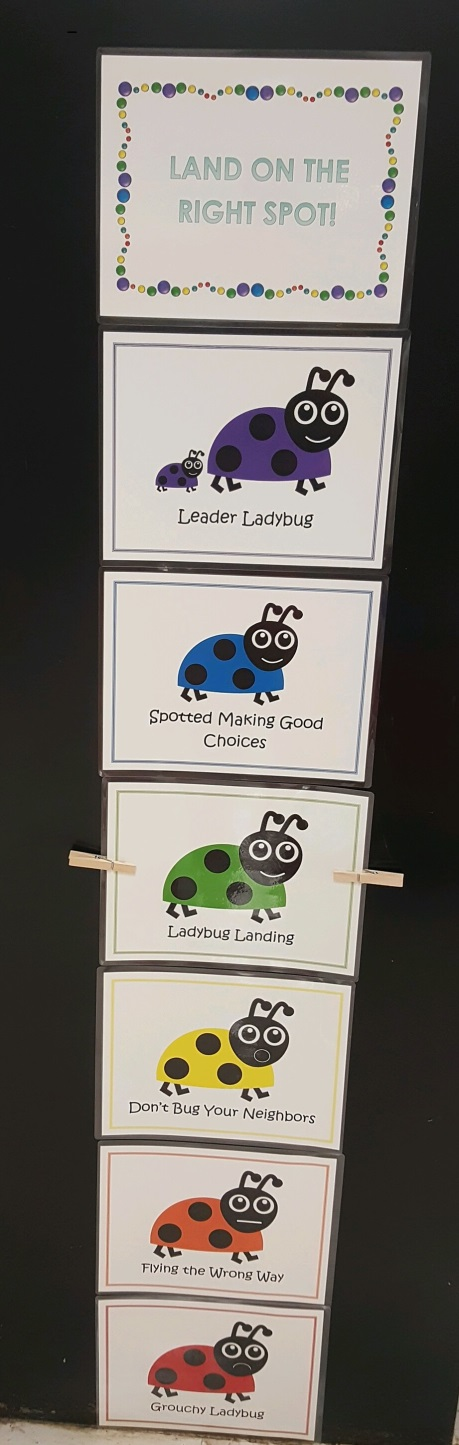 LAND ON THE
RIGHT SPOT!
Leader Ladybug
Spotted Making Good
Choices
Ladybug Landing
Don't Bug Your Neighbors
Flying the Wrong Way
Grouchy Ladybug